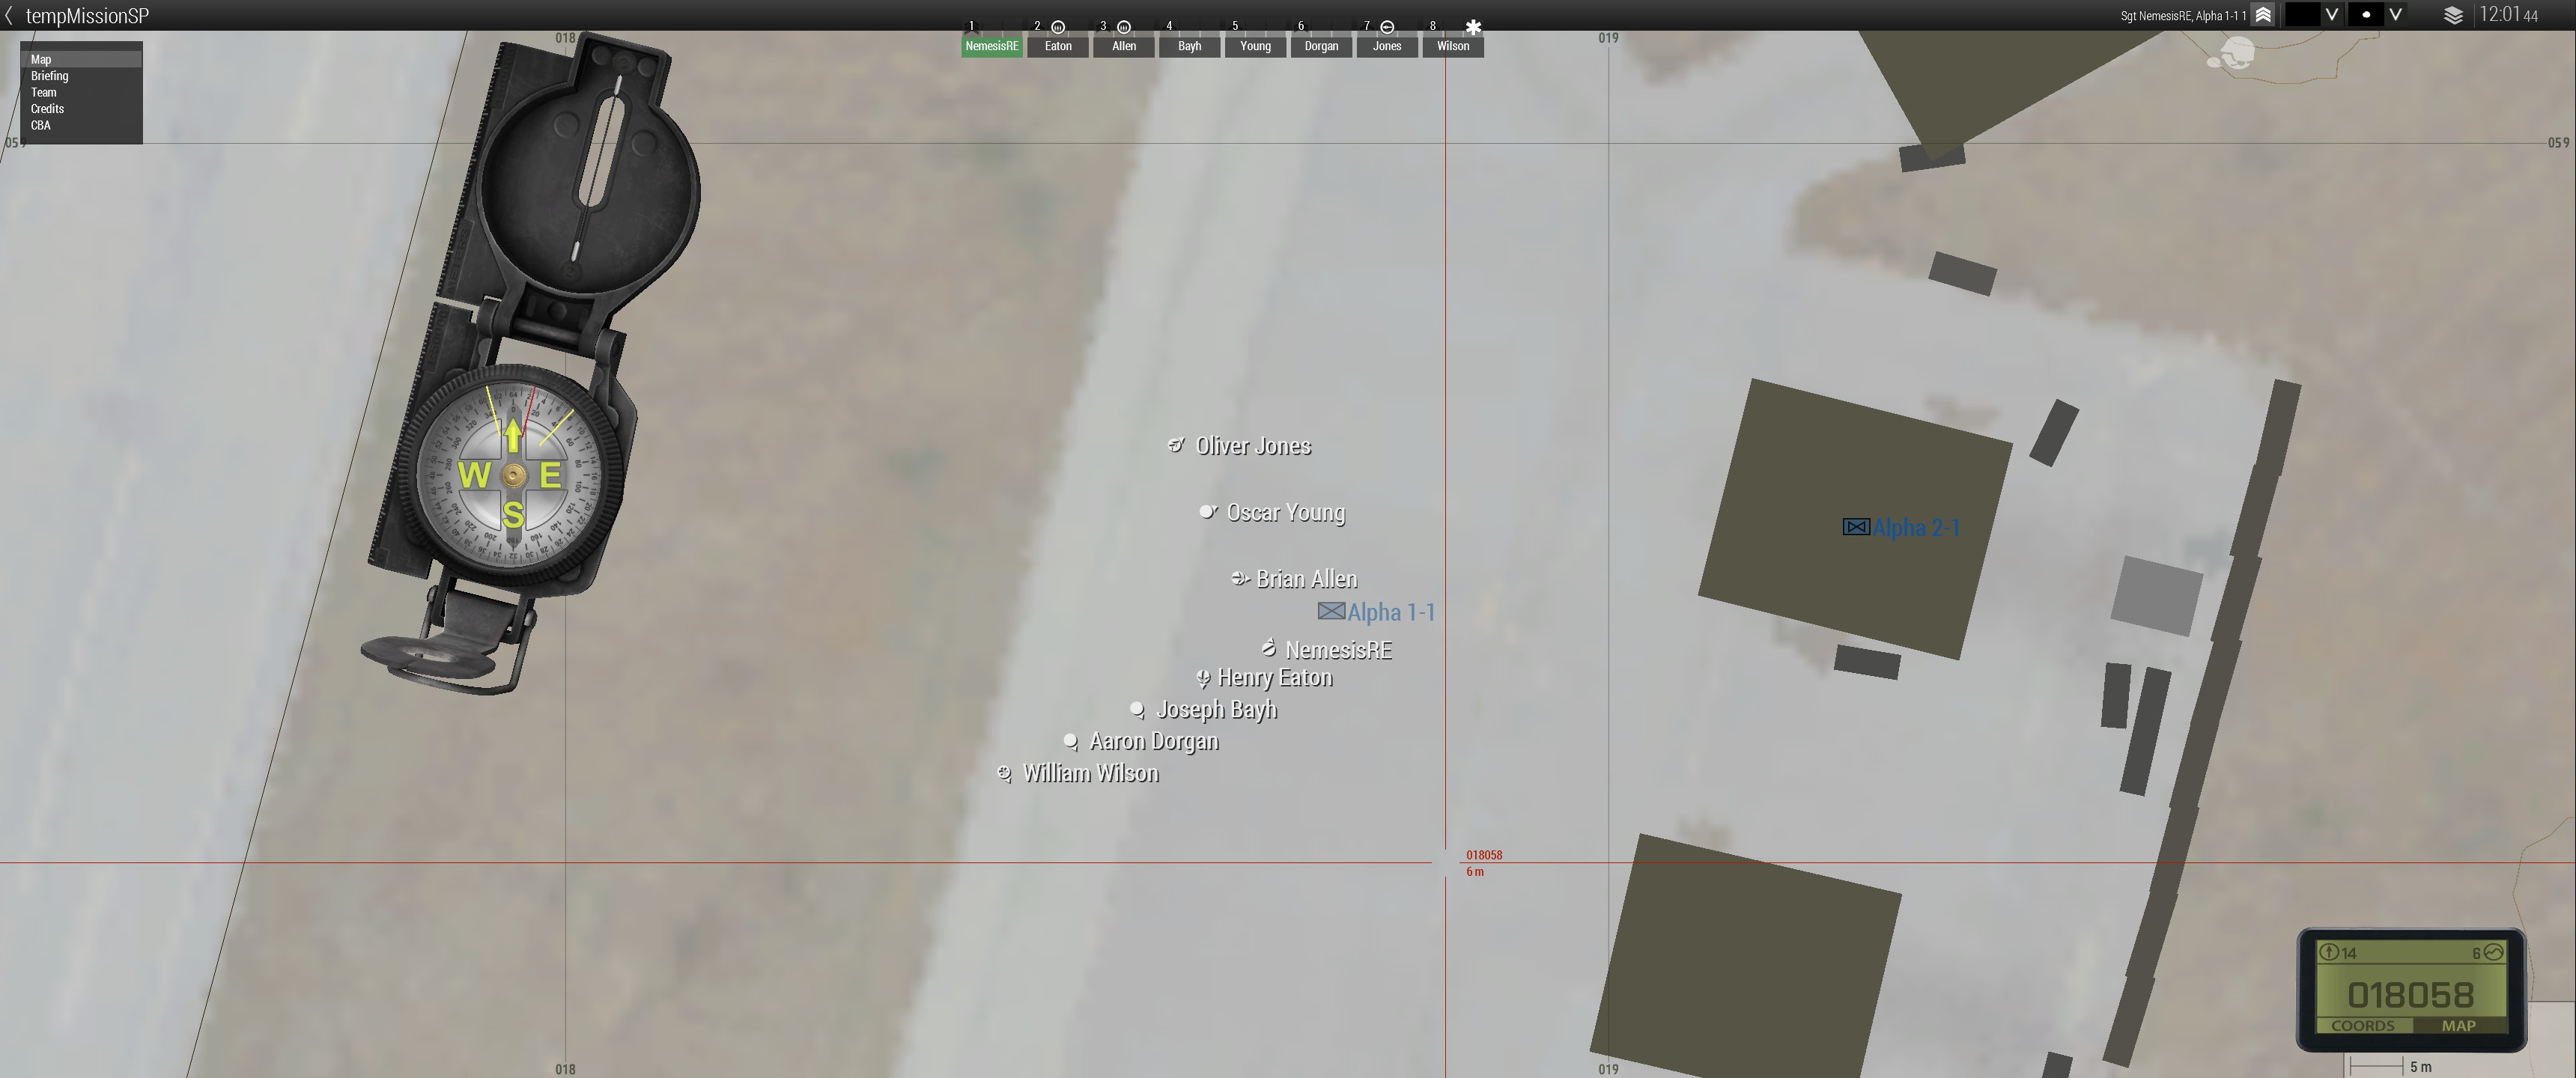 tempMissionSP
Sgt NemesisRE, Alpha 1-1 1
12:01 44
1 2 3 4 5 6 7 8
NemesisRE Eaton Allen Bayh Young Dorgan Jones Wilson
018 019
Map
Briefing
Team
Credits
CBA
059 059
W E
S
Oliver Jones
Oscar Young
Alpha 2-1
Brian Allen
Alpha 1-1
NemesisRE
Henry Eaton
Joseph Bayh
Aaron Dorgan
William Wilson
018058
6 m
14 6
018058
COORDS MAP
018 019
5 m